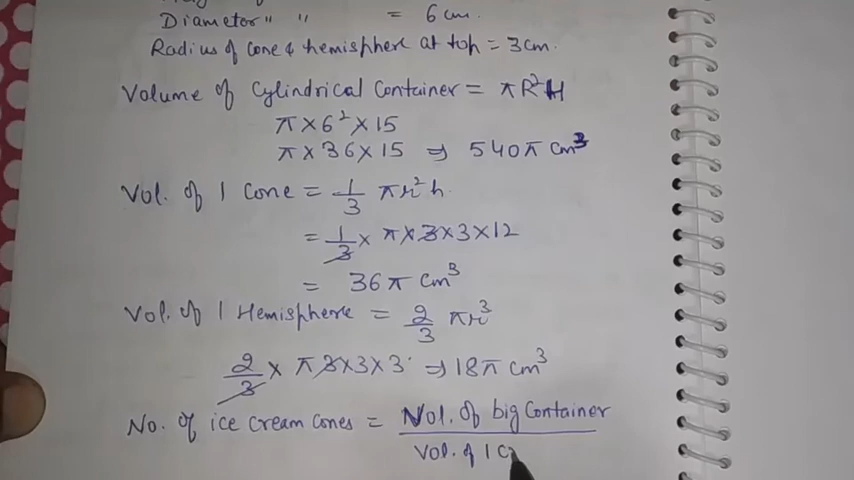 Diameter " " = 6 cm.
Radius of cone & hemisphere at top = 3cm.
Volume of Cylindrical Container = πR²H
π×6²×15
π×36×15 ⇒ 540π cm³
Vol. of 1 Cone = 1/3 πr²h.
= 1/3 × π×3×3×12
= 36π cm³
Vol. of 1 Hemisphere = 2/3 πr³
2/3 × π 3×3×3 ⇒ 18π cm³
No. of ice cream cones = Vol. of big Container
Vol. of 1 C